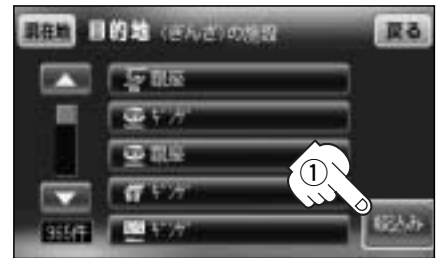 現在地 目的地 (ぎんざ)の施設 戻る
銀座
ギンザ
銀座
①
ギンザ
965件 ギンザ 絞込み